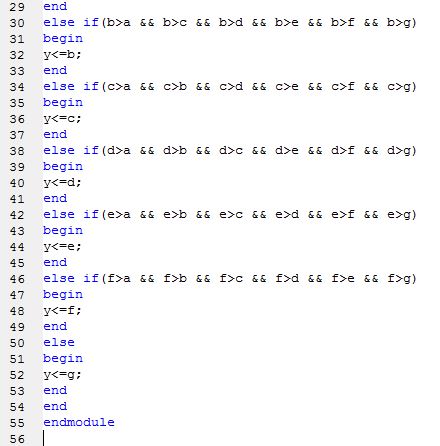 29 end
30 else if(b>a && b>c && b>d && b>e && b>f && b>g)
31 begin
32 y<=b;
33 end
34 else if(c>a && c>b && c>d && c>e && c>f && c>g)
35 begin
36 y<=c;
37 end
38 else if(d>a && d>b && d>c && d>e && d>f && d>g)
39 begin
40 y<=d;
41 end
42 else if(e>a && e>b && e>c && e>d && e>f && e>g)
43 begin
44 y<=e;
45 end
46 else if(f>a && f>b && f>c && f>d && f>e && f>g)
47 begin
48 y<=f;
49 end
50 else
51 begin
52 y<=g;
53 end
54 end
55 endmodule
56